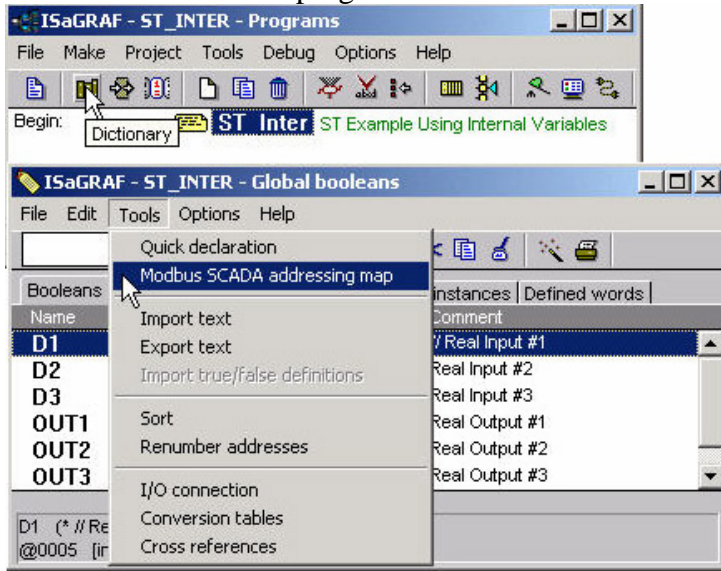 ISaGRAF - ST_INTER - Programs
File Make Project Tools Debug Options Help
Begin: ST_Inter ST Example Using Internal Variables
Dictionary
ISaGRAF - ST_INTER - Global booleans
File Edit Tools Options Help
Quick declaration
Modbus SCADA addressing map
Booleans instances Defined words
Name Comment
Import text
D1 // Real Input #1
Export text
D2 Real Input #2
Import true/false definitions
D3 Real Input #3
Sort
OUT1 Real Output #1
Renumber addresses
OUT2 Real Output #2
OUT3 Real Output #3
I/O connection
Conversion tables
D1 (* // Re
Cross references
@0005